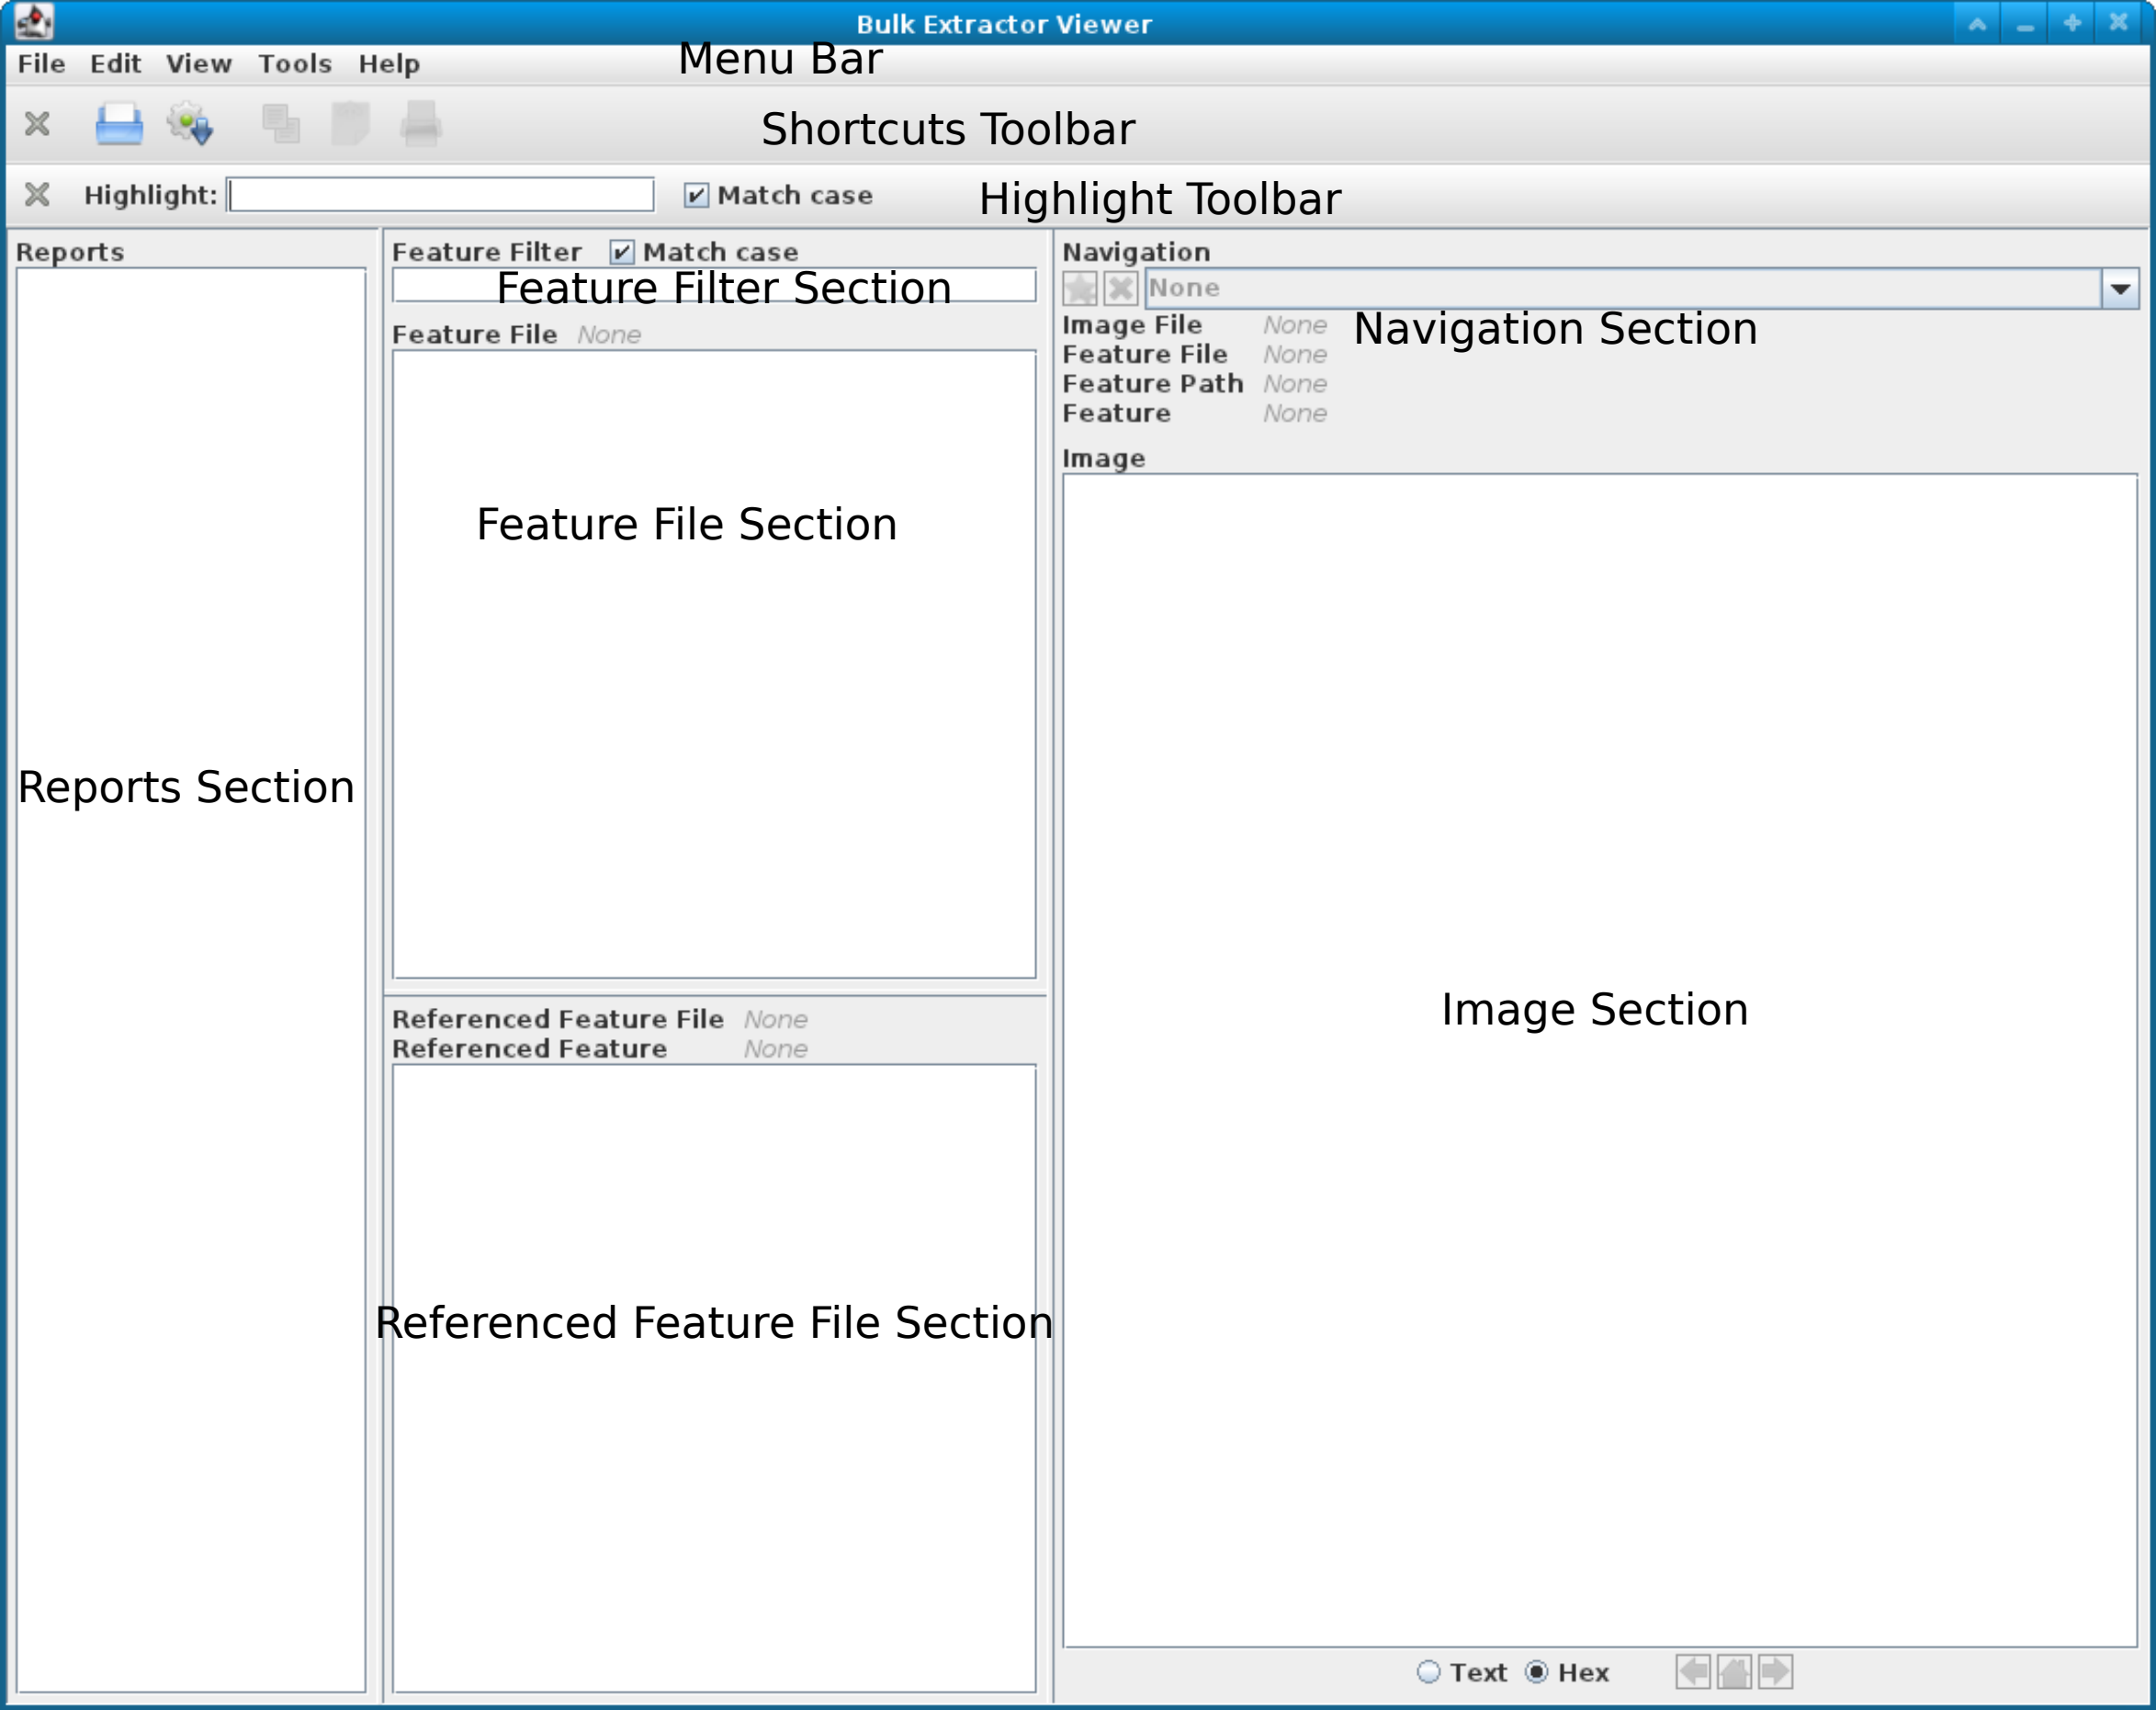 Bulk Extractor Viewer
File Edit View Tools Help
Menu Bar
Shortcuts Toolbar
Highlight: Match case
Highlight Toolbar
Reports
Reports Section
Feature Filter Match case
Feature Filter Section
Feature File None
Feature File Section
Referenced Feature File None
Referenced Feature None
Referenced Feature File Section
Navigation
None
Navigation Section
Image File None
Feature File None
Feature Path None
Feature None
Image
Image Section
Text Hex